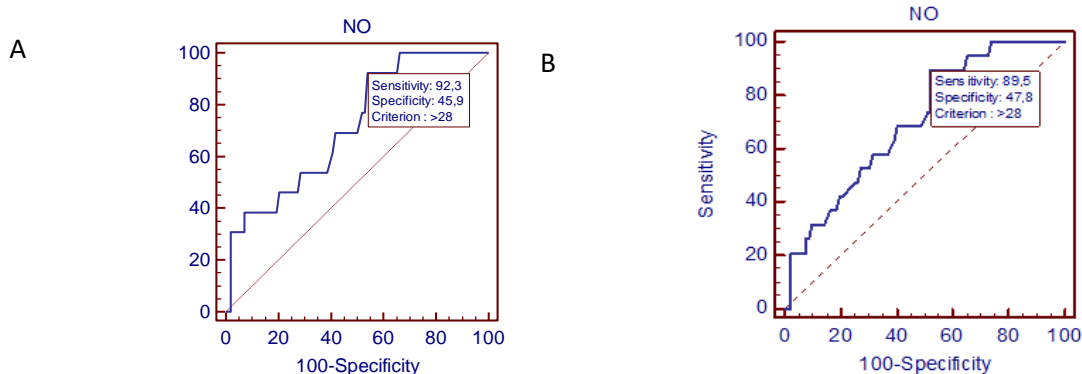 A
NO
100
80
60
40
20
0
Sensitivity: 92,3
Specificity: 45,9
Criterion : >28
0 20 40 60 80 100
100-Specificity
B
NO
Sensitivity
100
80
60
40
20
0
Sensitivity: 89,5
Specificity: 47,8
Criterion : >28
0 20 40 60 80 100
100-Specificity